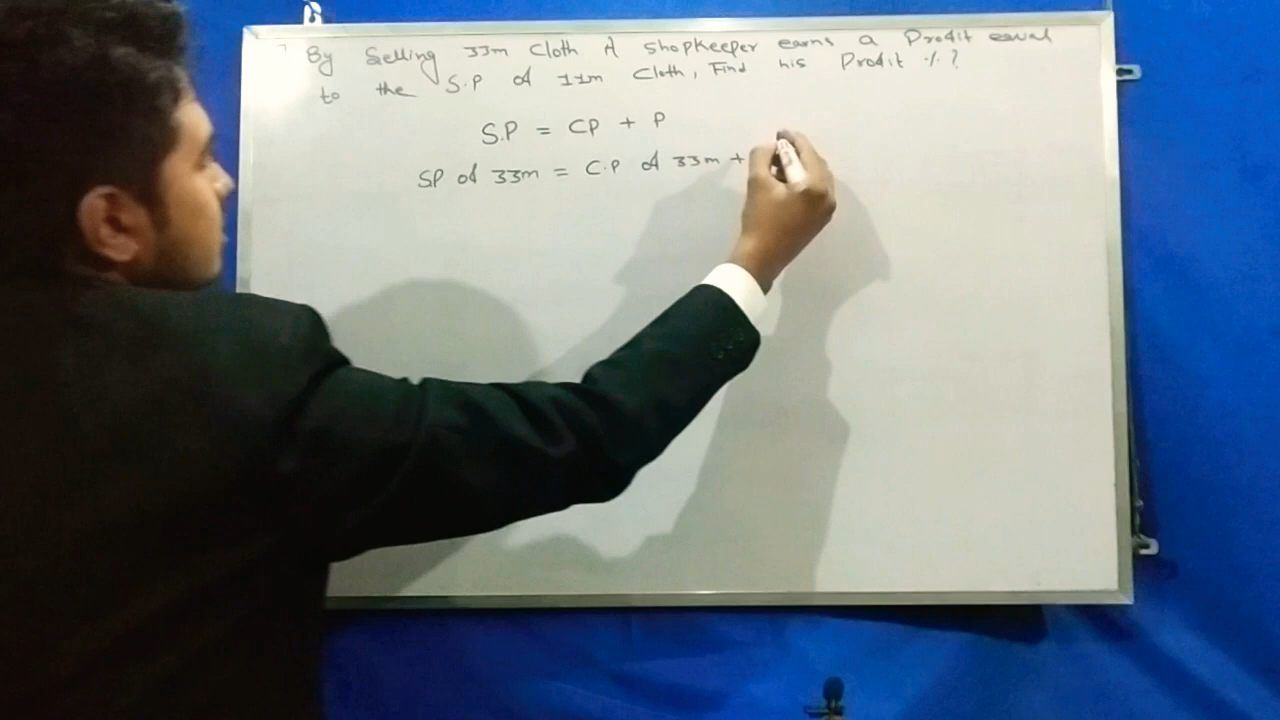 By Selling 33m Cloth A Shopkeeper earns a Profit equal
to the S.P of 11m Cloth, Find his Profit %?
S.P = CP + P
SP of 33m = C.P of 33m +